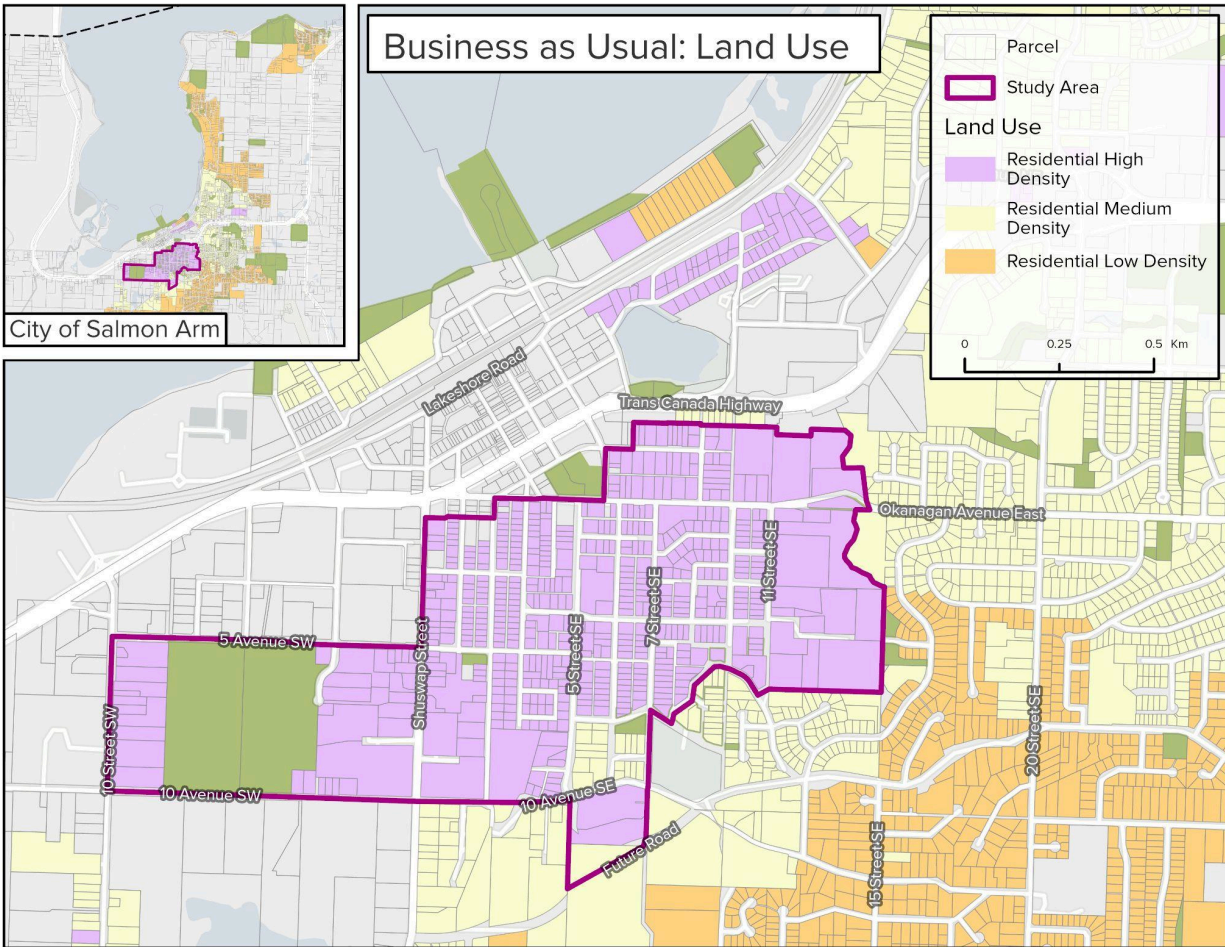 Business as Usual: Land Use
City of Salmon Arm
Parcel
Study Area
Land Use
Residential High
Density
Residential Medium
Density
Residential Low Density
0 0.25 0.5 Km
Lakeshore Road
Trans Canada Highway
Okanagan Avenue East
11 Street SE
7 Street SE
5 Street SE
Shuswap Street
5 Avenue SW
10 Street SW
10 Avenue SW
10 Avenue SE
Future Road
20 Street SE
15 Street SE